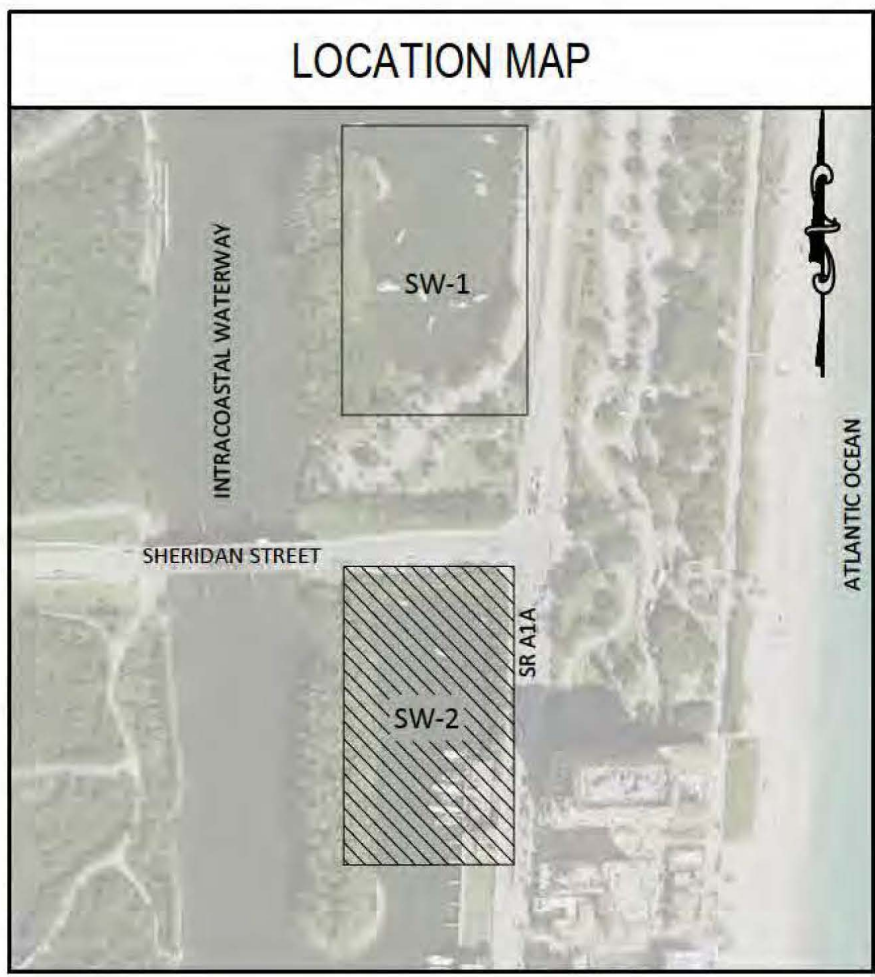 LOCATION MAP
SW-1
INTRACOASTAL WATERWAY
ATLANTIC OCEAN
SHERIDAN STREET
SR A1A
SW-2